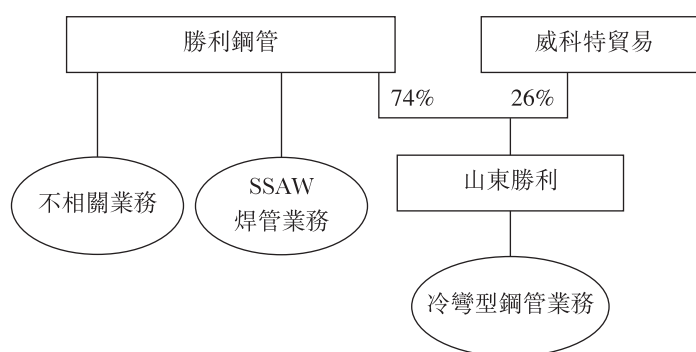 勝利鋼管
威科特貿易
74%
26%
不相關業務
SSAW
焊管業務
山東勝利
冷彎型鋼管業務